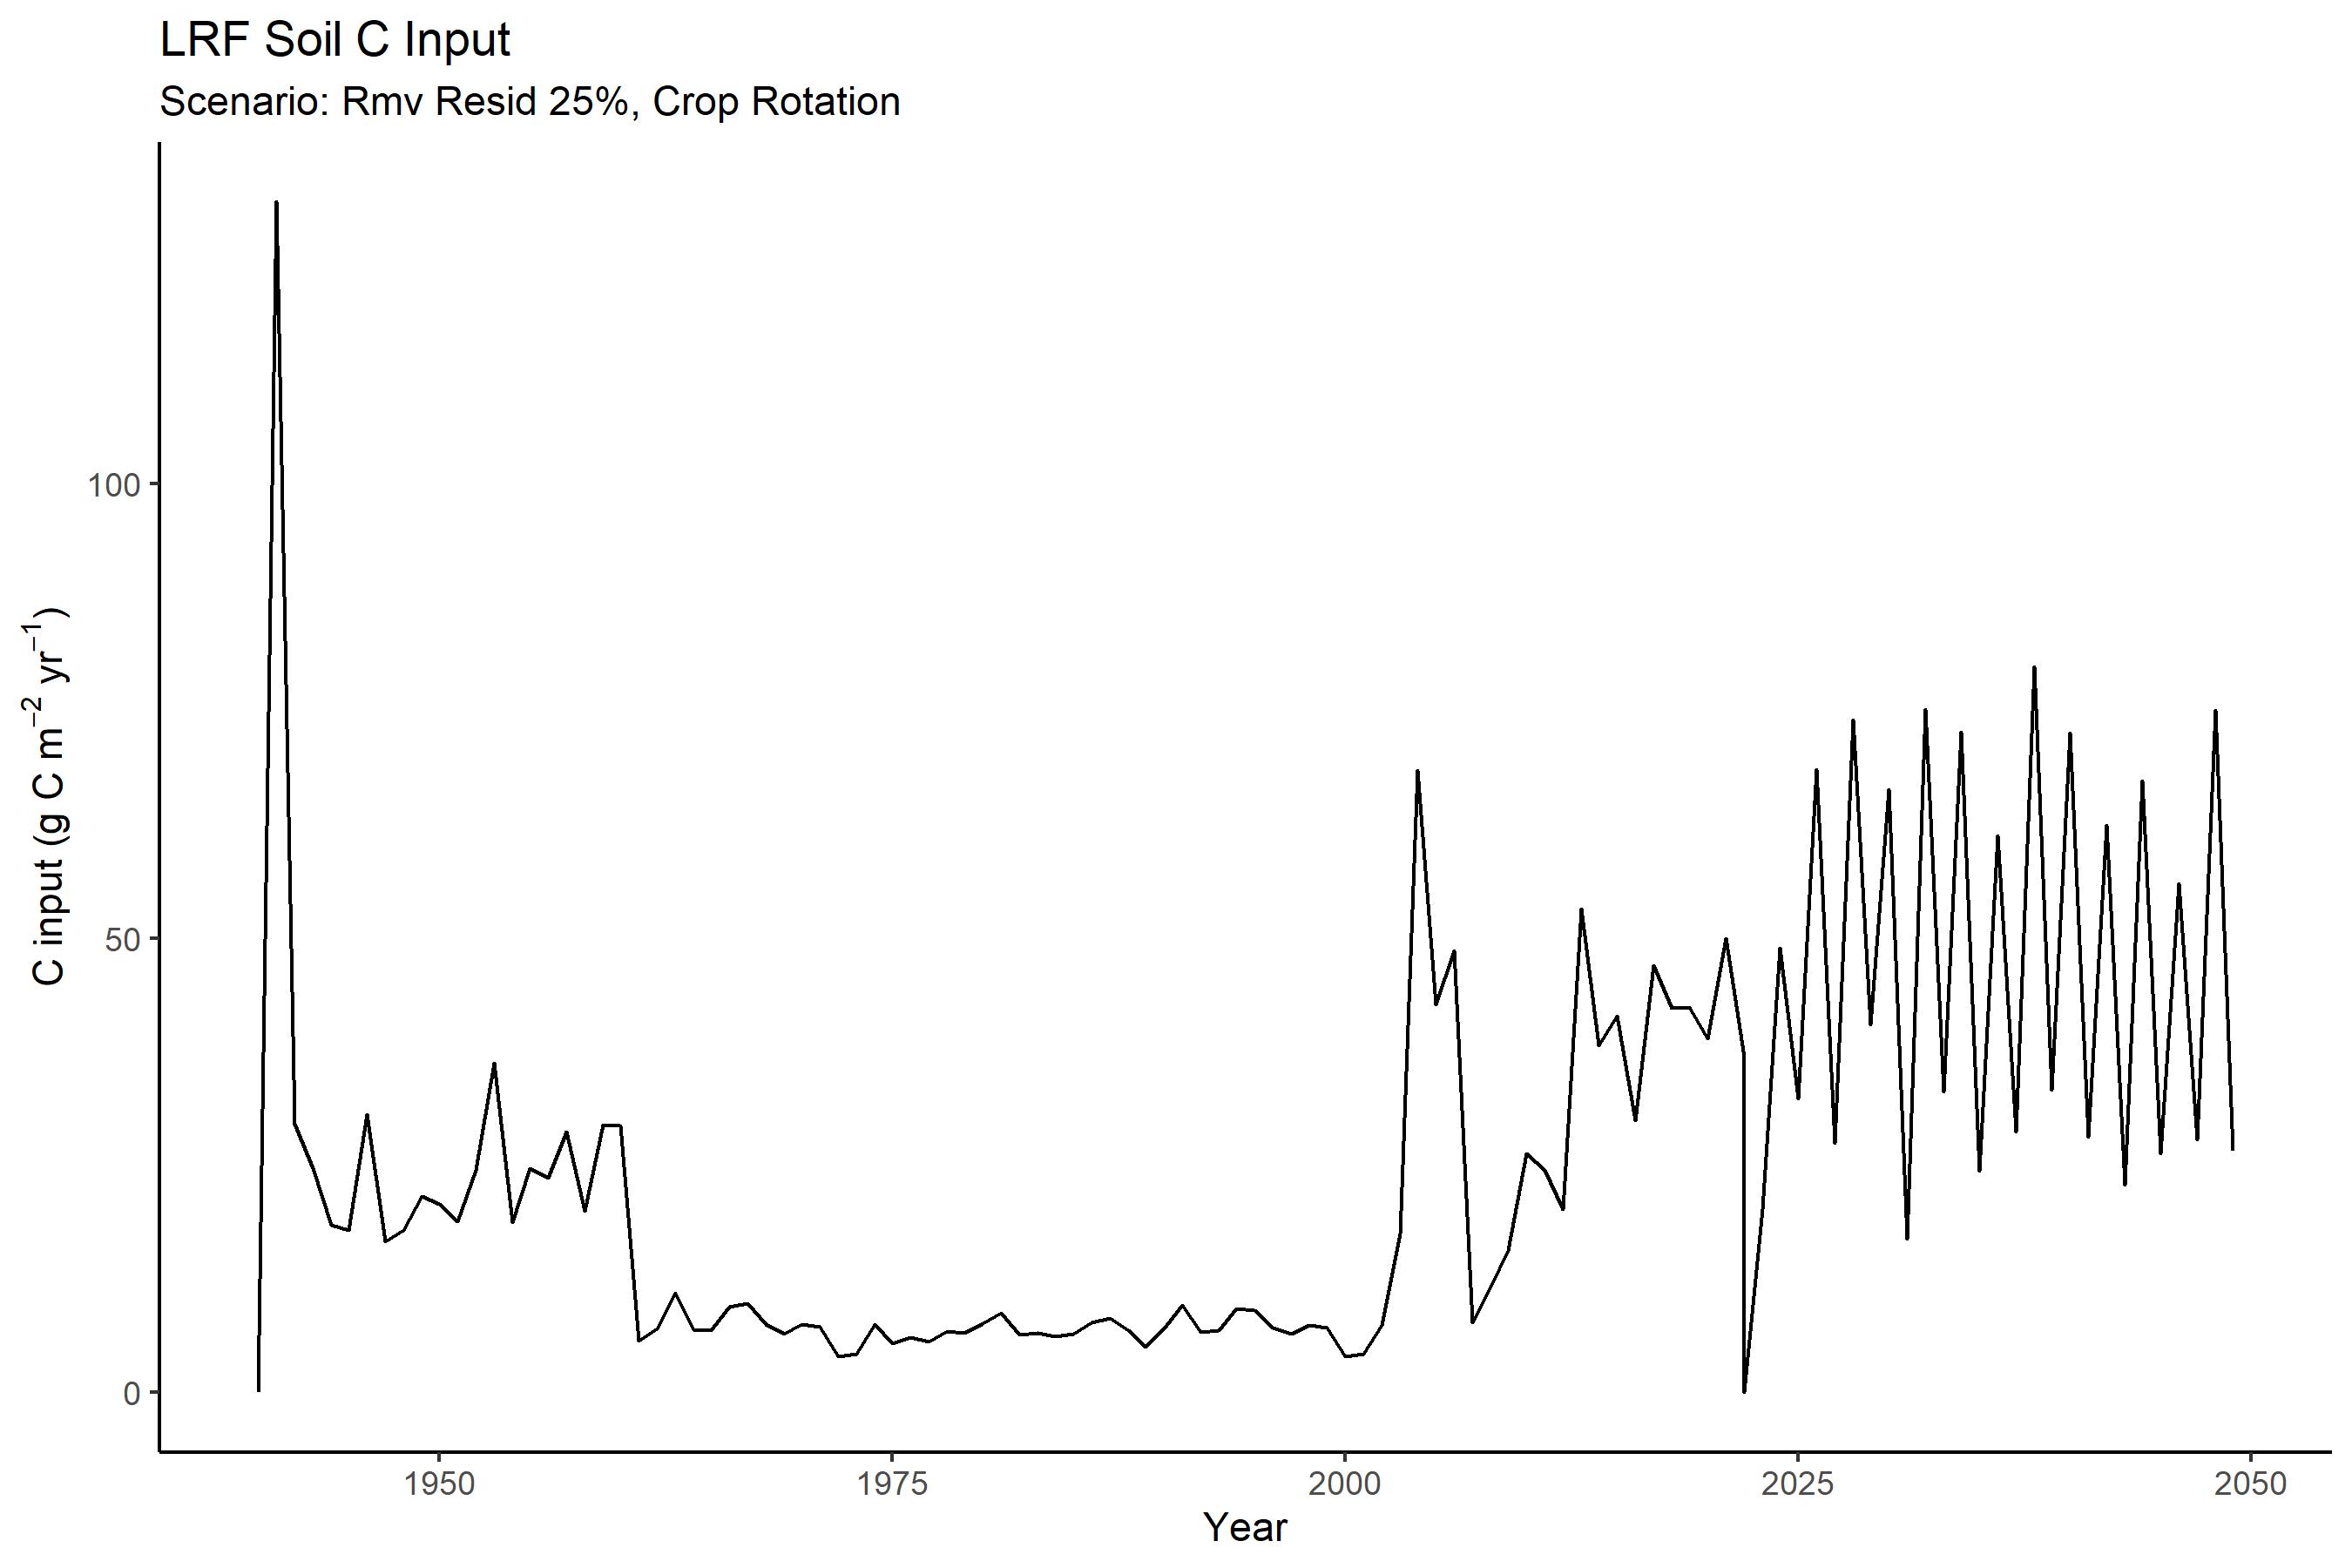 LRF Soil C Input
Scenario: Rmv Resid 25%, Crop Rotation
C input (g C m⁻² yr⁻¹)
100
50
0
1950 1975 2000 2025 2050
Year